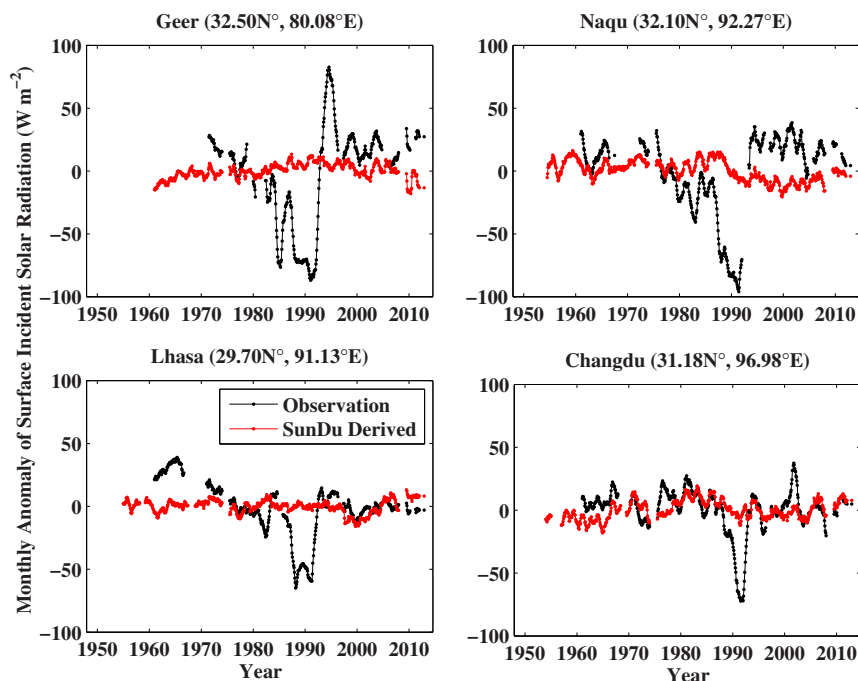 Geer (32.50N°, 80.08°E)
Naqu (32.10N°, 92.27°E)
Monthly Anomaly of Surface Incident Solar Radiation (W m−2)
100
50
0
−50
−100
1950 1960 1970 1980 1990 2000 2010
100
50
0
−50
−100
1950 1960 1970 1980 1990 2000 2010
Lhasa (29.70N°, 91.13°E)
Changdu (31.18N°, 96.98°E)
100
50
0
−50
−100
Observation
SunDu Derived
1950 1960 1970 1980 1990 2000 2010
Year
100
50
0
−50
−100
1950 1960 1970 1980 1990 2000 2010
Year